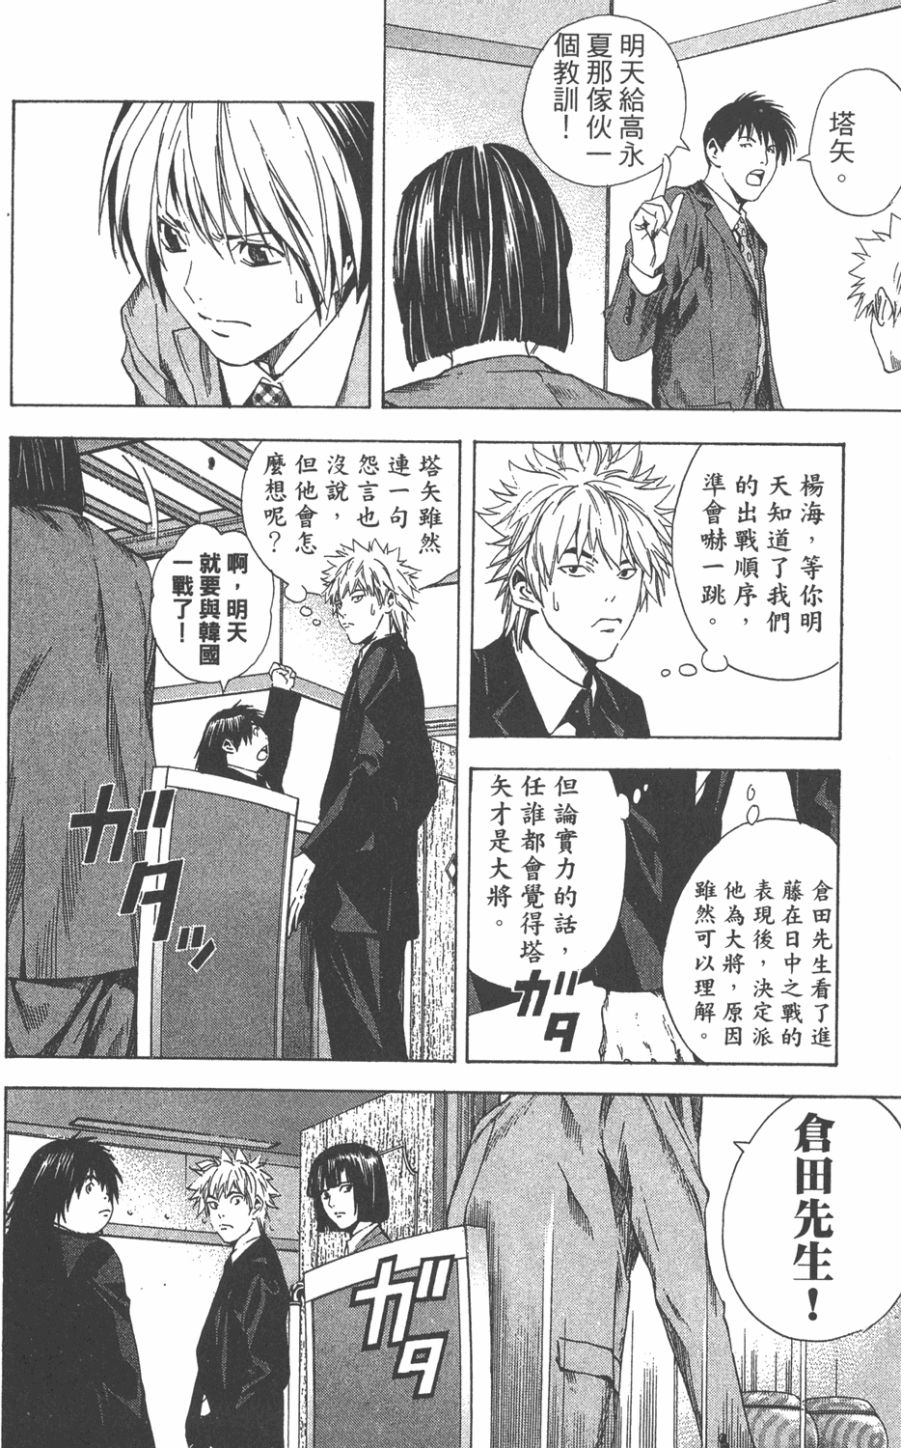 塔矢。
明天給高永
夏那傢伙一
個教訓！
楊海，等你明
天知道了我們
的出戰順序，
準會嚇一跳。
塔矢雖然
連一句
怨言也
沒說，
但他會怎
麼想呢？
啊，明天
就要與韓國
一戰了！
ガタッ
倉田先生看了進
藤在日中之戰的
表現後，決定派
他為大將，原因
雖然可以理解。
但論實力的話，
任誰都會覺得塔
矢才是大將。
ガタ
倉田先生！
ガタ